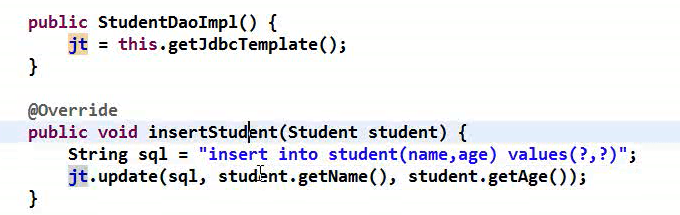 public StudentDaoImpl() {
jt = this.getJdbcTemplate();
}
@Override
public void insertStudent(Student student) {
String sql = "insert into student(name,age) values(?,?)";
jt.update(sql, student.getName(), student.getAge());
}